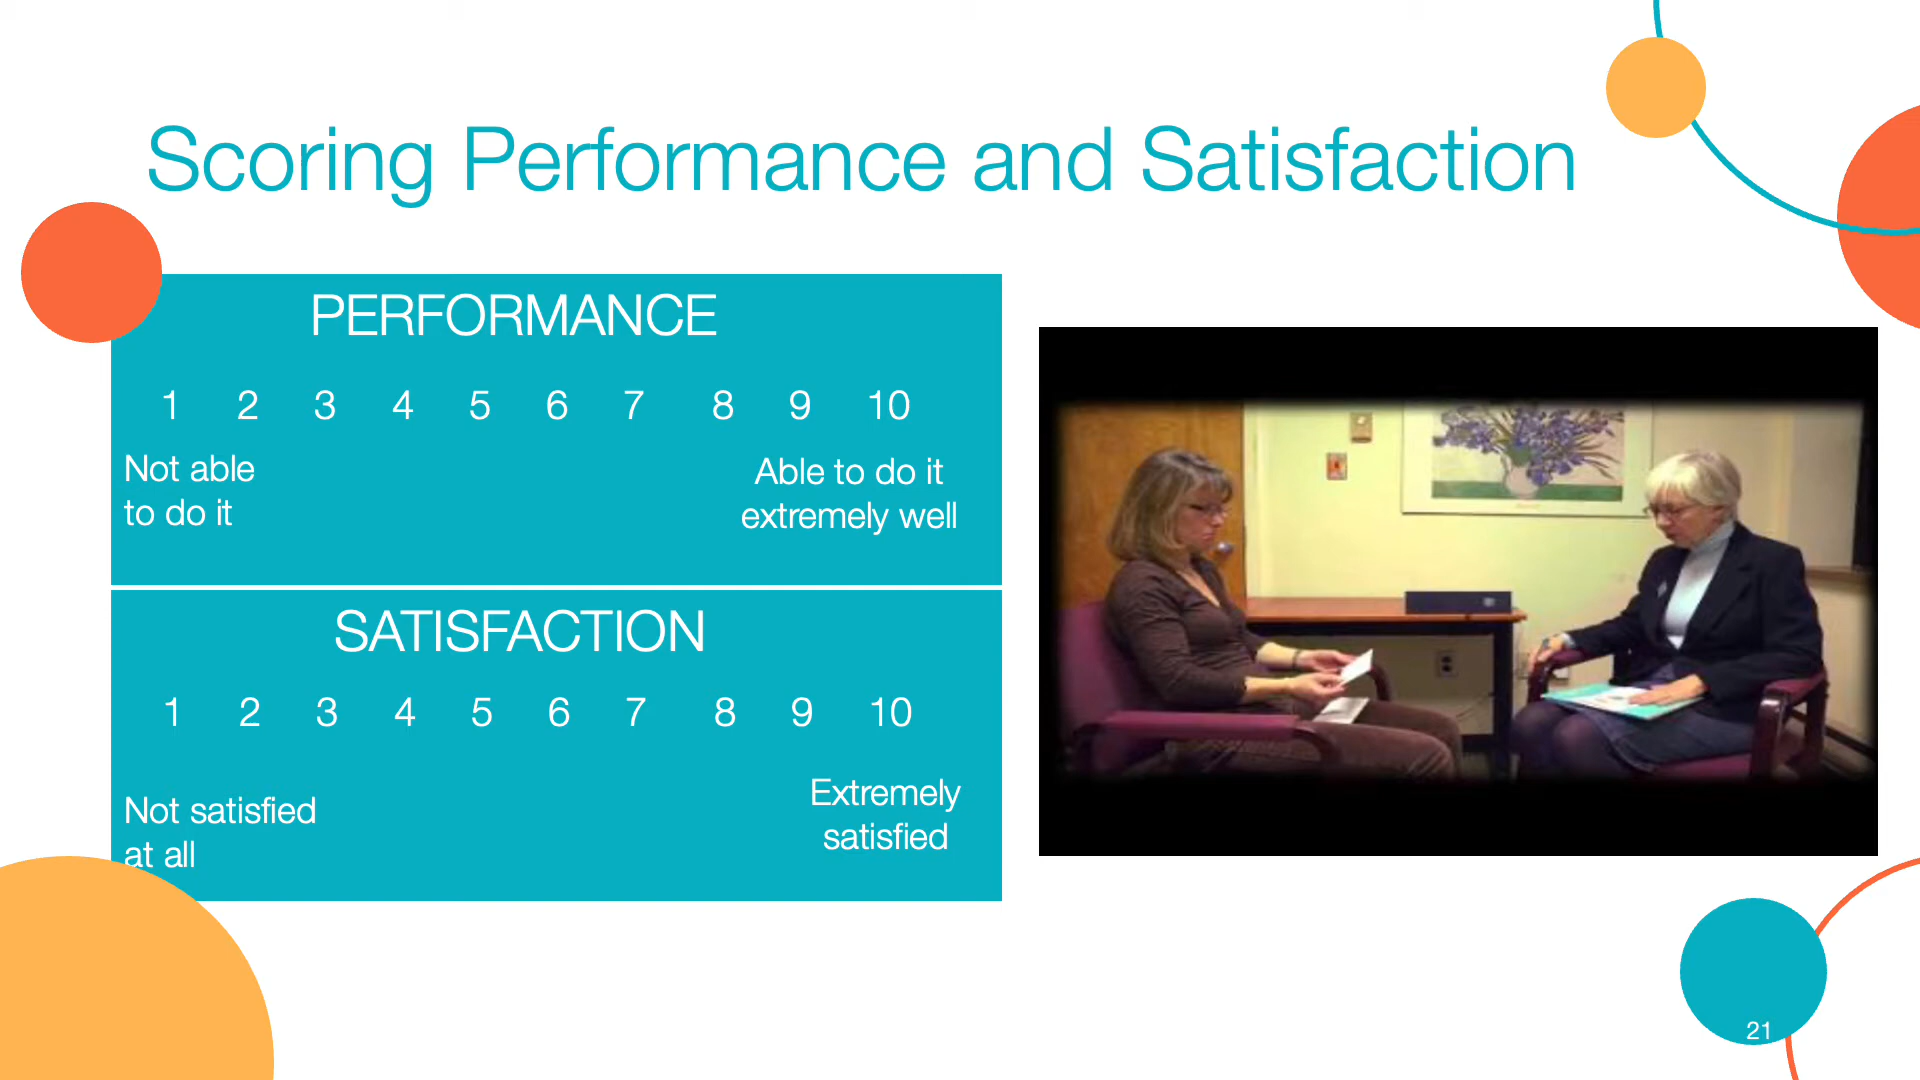 Scoring Performance and Satisfaction
PERFORMANCE
1 2 3 4 5 6 7 8 9 10
Not able
to do it
Able to do it
extremely well
SATISFACTION
1 2 3 4 5 6 7 8 9 10
Not satisfied
at all
Extremely
satisfied
21